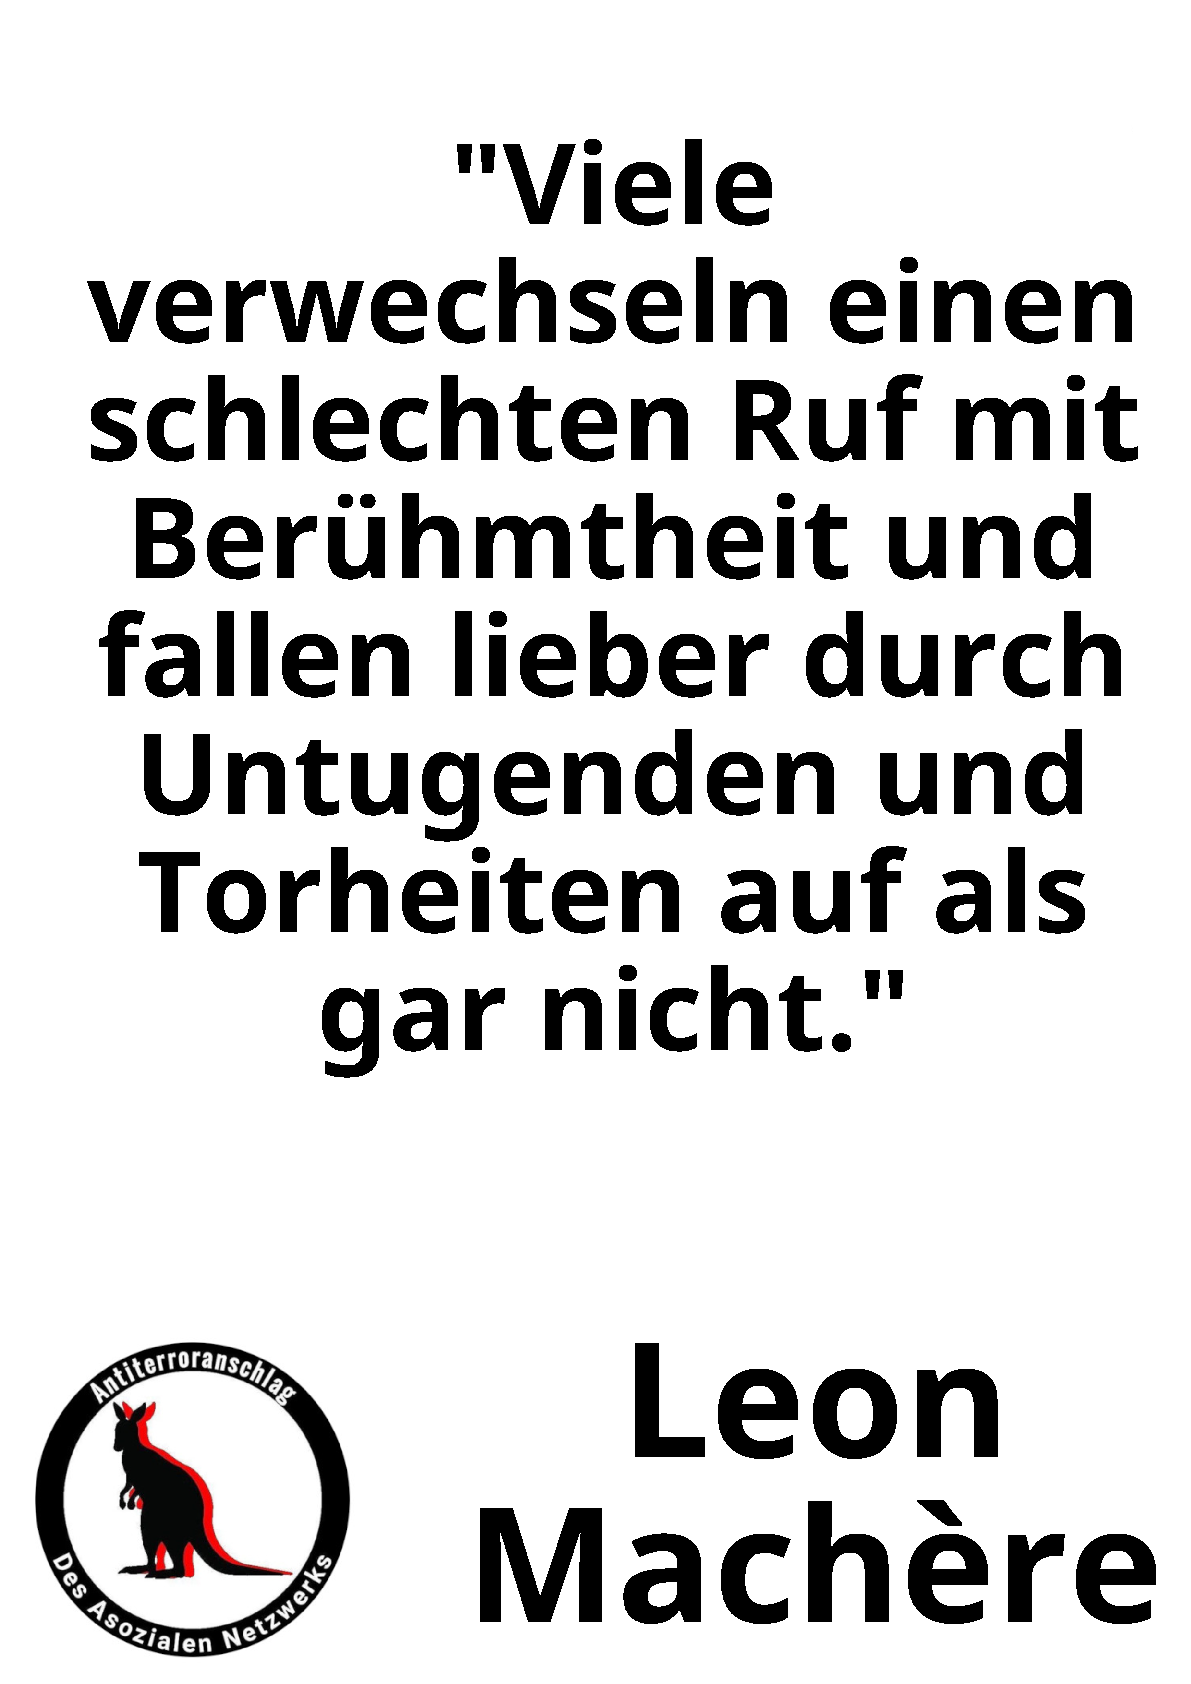 "Viele
verwechseln einen
schlechten Ruf mit
Berühmtheit und
fallen lieber durch
Untugenden und
Torheiten auf als
gar nicht."
Leon
Machère
Antiterroranschlag
Des Asozialen Netzwerks